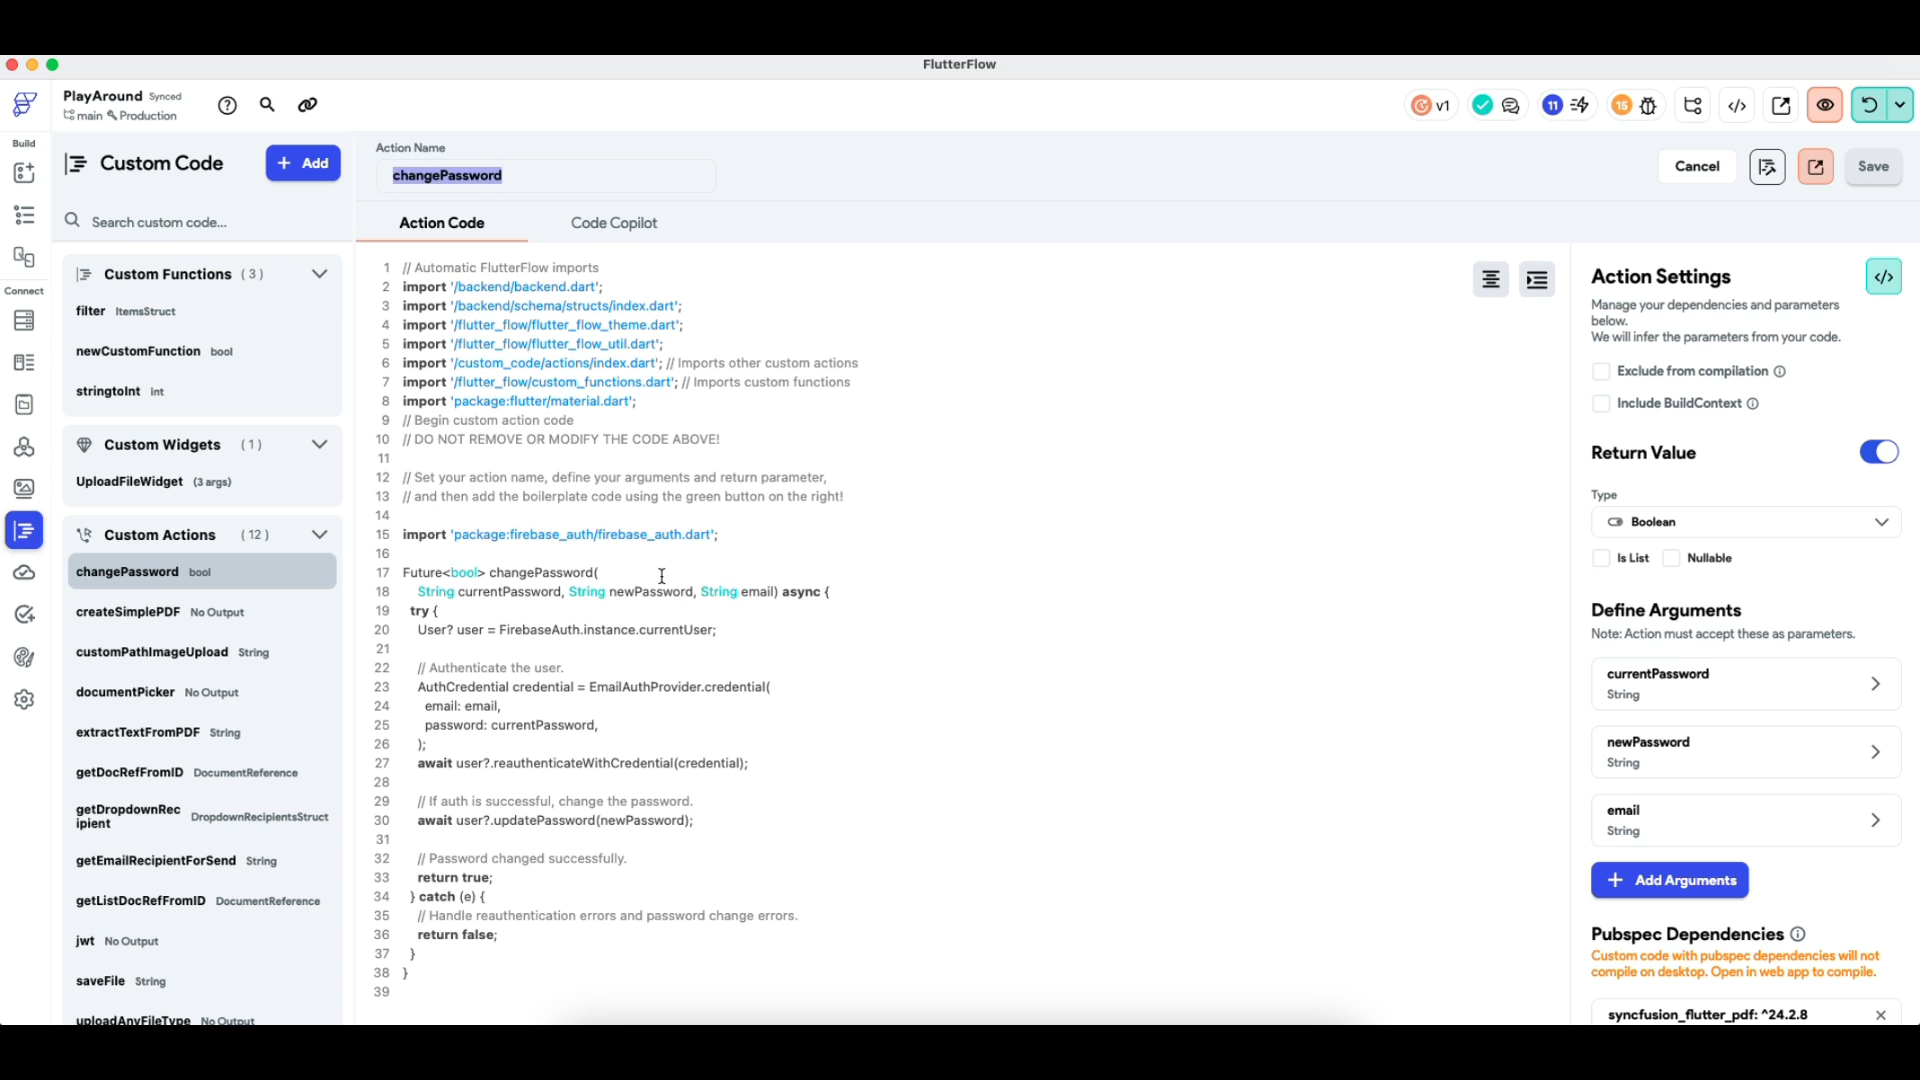 FlutterFlow
PlayAround Synced
main Production
v1
11
15
Build
Connect
Custom Code
+ Add
Search custom code...
Custom Functions ( 3 )
filter ItemsStruct
newCustomFunction bool
stringtoInt int
Custom Widgets ( 1 )
UploadFileWidget (3 args)
Custom Actions ( 12 )
changePassword bool
createSimplePDF No Output
customPathImageUpload String
documentPicker No Output
extractTextFromPDF String
getDocRefFromID DocumentReference
getDropdownRec
ipient DropdownRecipientsStruct
getEmailRecipientForSend String
getListDocRefFromID DocumentReference
jwt No Output
saveFile String
uploadAnyFileType No Output
Action Name
changePassword
Cancel
Save
Action Code
Code Copilot
1 // Automatic FlutterFlow imports
2 import '/backend/backend.dart';
3 import '/backend/schema/structs/index.dart';
4 import '/flutter_flow/flutter_flow_theme.dart';
5 import '/flutter_flow/flutter_flow_util.dart';
6 import '/custom_code/actions/index.dart'; // Imports other custom actions
7 import '/flutter_flow/custom_functions.dart'; // Imports custom functions
8 import 'package:flutter/material.dart';
9 // Begin custom action code
10 // DO NOT REMOVE OR MODIFY THE CODE ABOVE!
11
12 // Set your action name, define your arguments and return parameter,
13 // and then add the boilerplate code using the green button on the right!
14
15 import 'package:firebase_auth/firebase_auth.dart';
16
17 Future<bool> changePassword(
18 String currentPassword, String newPassword, String email) async {
19 try {
20 User? user = FirebaseAuth.instance.currentUser;
21
22 // Authenticate the user.
23 AuthCredential credential = EmailAuthProvider.credential(
24 email: email,
25 password: currentPassword,
26 );
27 await user?.reauthenticateWithCredential(credential);
28
29 // If auth is successful, change the password.
30 await user?.updatePassword(newPassword);
31
32 // Password changed successfully.
33 return true;
34 } catch (e) {
35 // Handle reauthentication errors and password change errors.
36 return false;
37 }
38 }
39
Action Settings
Manage your dependencies and parameters
below.
We will infer the parameters from your code.
Exclude from compilation
Include BuildContext
Return Value
Type
Boolean
Is List Nullable
Define Arguments
Note: Action must accept these as parameters.
currentPassword
String
newPassword
String
email
String
+ Add Arguments
Pubspec Dependencies
Custom code with pubspec dependencies will not
compile on desktop. Open in web app to compile.
syncfusion_flutter_pdf: ^24.2.8